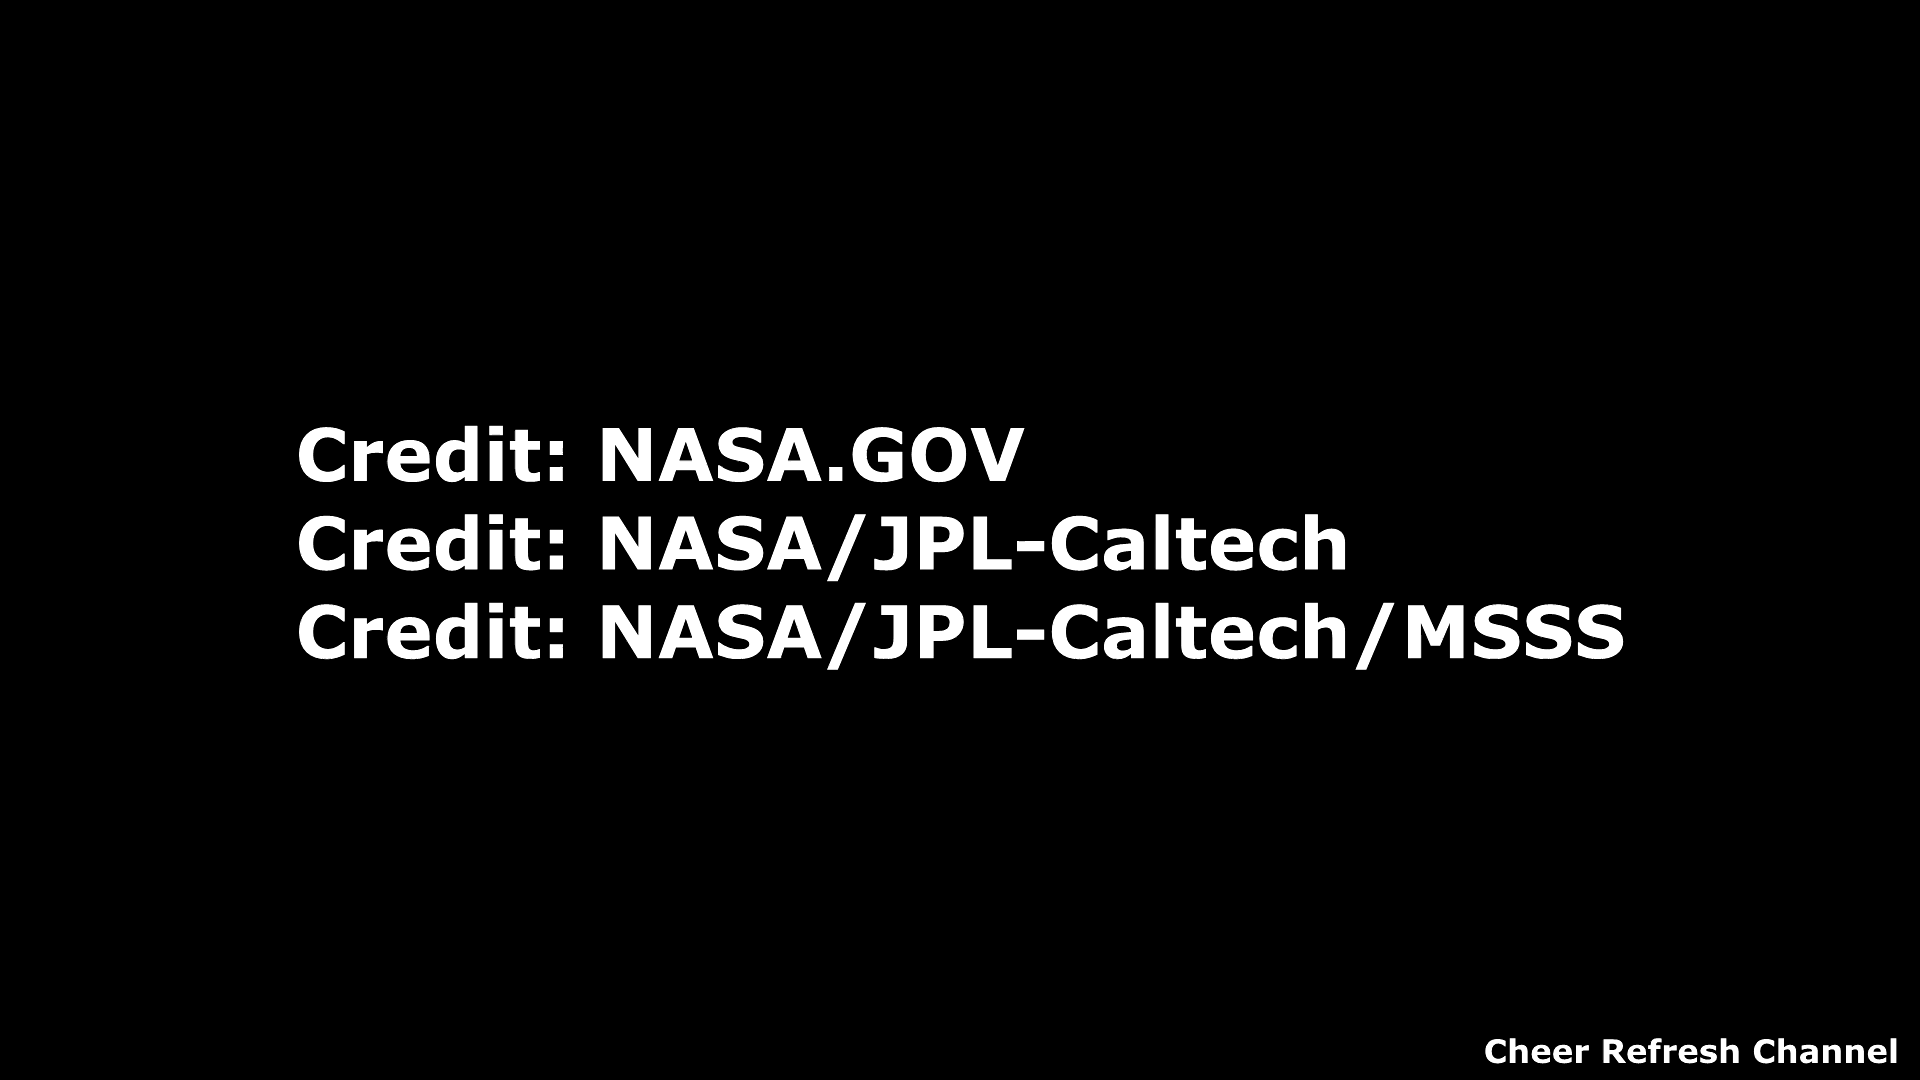 Credit: NASA.GOV
Credit: NASA/JPL-Caltech
Credit: NASA/JPL-Caltech/MSSS
Cheer Refresh Channel